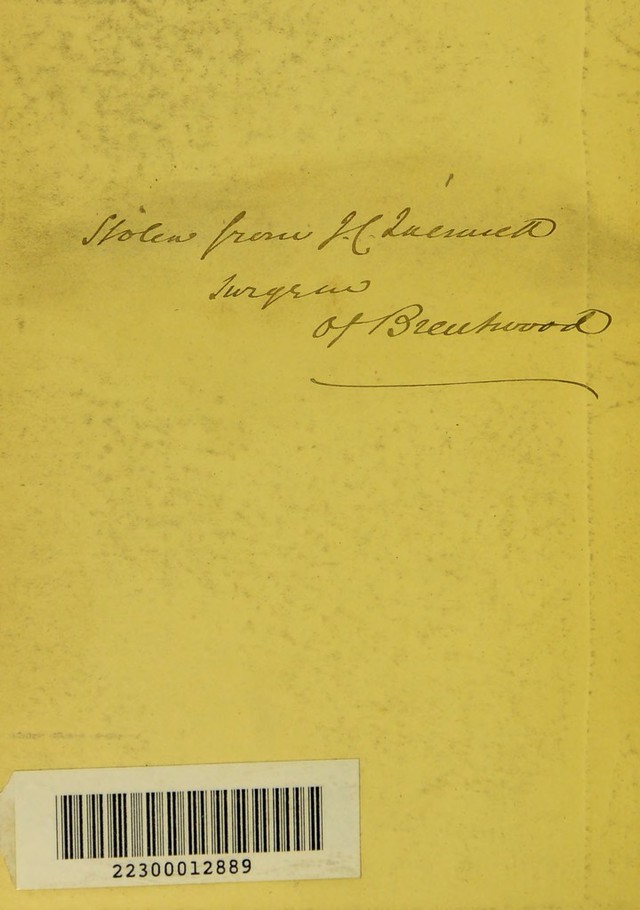 Stolen from J. C. Quennell
Surgeon
Of Brentwood
22300012889